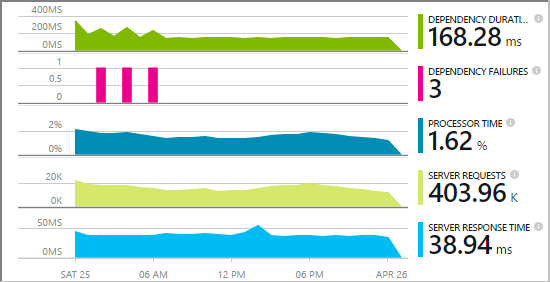 400MS
200MS
0MS
DEPENDENCY DURATI...
168.28 ms
1
0.5
0
DEPENDENCY FAILURES
3
2%
0%
PROCESSOR TIME
1.62 %
20K
0K
SERVER REQUESTS
403.96 K
50MS
0MS
SERVER RESPONSE TIME
38.94 ms
SAT 25
06 AM
12 PM
06 PM
APR 26